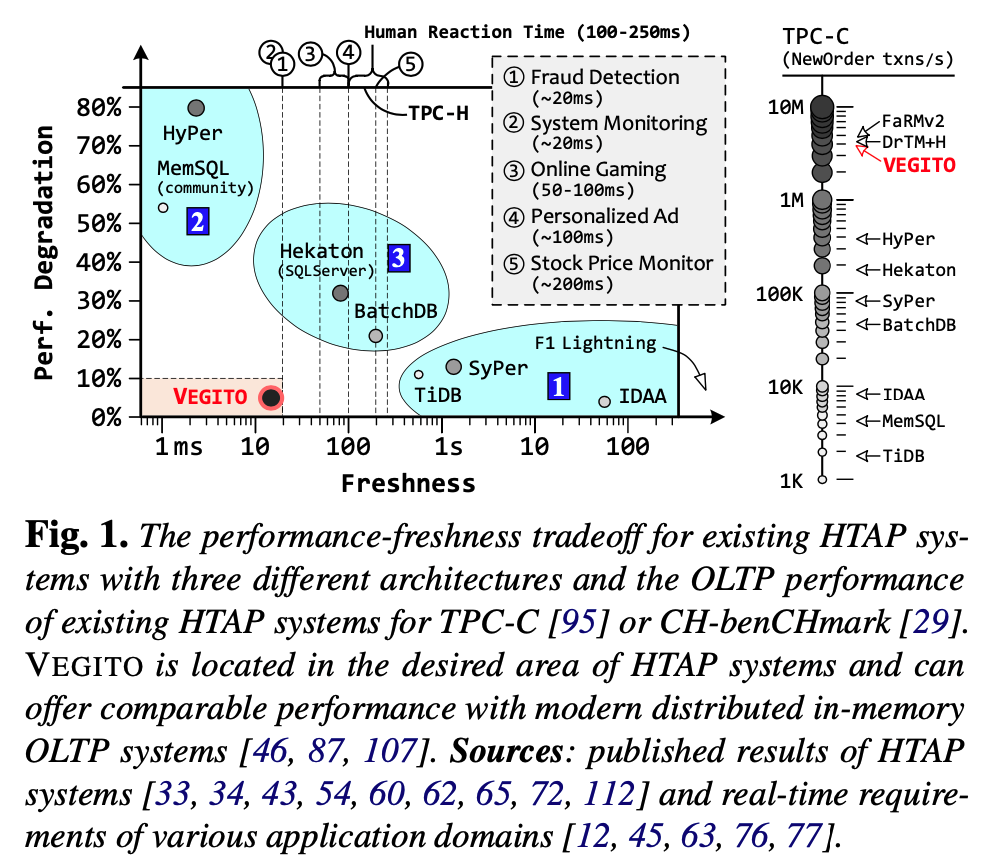 Human Reaction Time (100-250ms)
② ① ③ ④ ⑤
TPC-H
Perf. Degradation
80%
70%
60%
50%
40%
30%
20%
10%
0%
HyPer
MemSQL
(community)
2
Hekaton
(SQLServer)
3
BatchDB
F1 Lightning
SyPer
1
TiDB
IDAA
VEGITO
1 ms 10 100 1s 10 100
Freshness
① Fraud Detection
(~20ms)
② System Monitoring
(~20ms)
③ Online Gaming
(50-100ms)
④ Personalized Ad
(~100ms)
⑤ Stock Price Monitor
(~200ms)
TPC-C
(NewOrder txns/s)
10M
1M
100K
10K
1K
FaRMv2
DrTM+H
VEGITO
HyPer
Hekaton
SyPer
BatchDB
IDAA
MemSQL
TiDB
Fig. 1. The performance-freshness tradeoff for existing HTAP sys-
tems with three different architectures and the OLTP performance
of existing HTAP systems for TPC-C [95] or CH-benCHmark [29].
VEGITO is located in the desired area of HTAP systems and can
offer comparable performance with modern distributed in-memory
OLTP systems [46, 87, 107]. Sources: published results of HTAP
systems [33, 34, 43, 54, 60, 62, 65, 72, 112] and real-time require-
ments of various application domains [12, 45, 63, 76, 77].